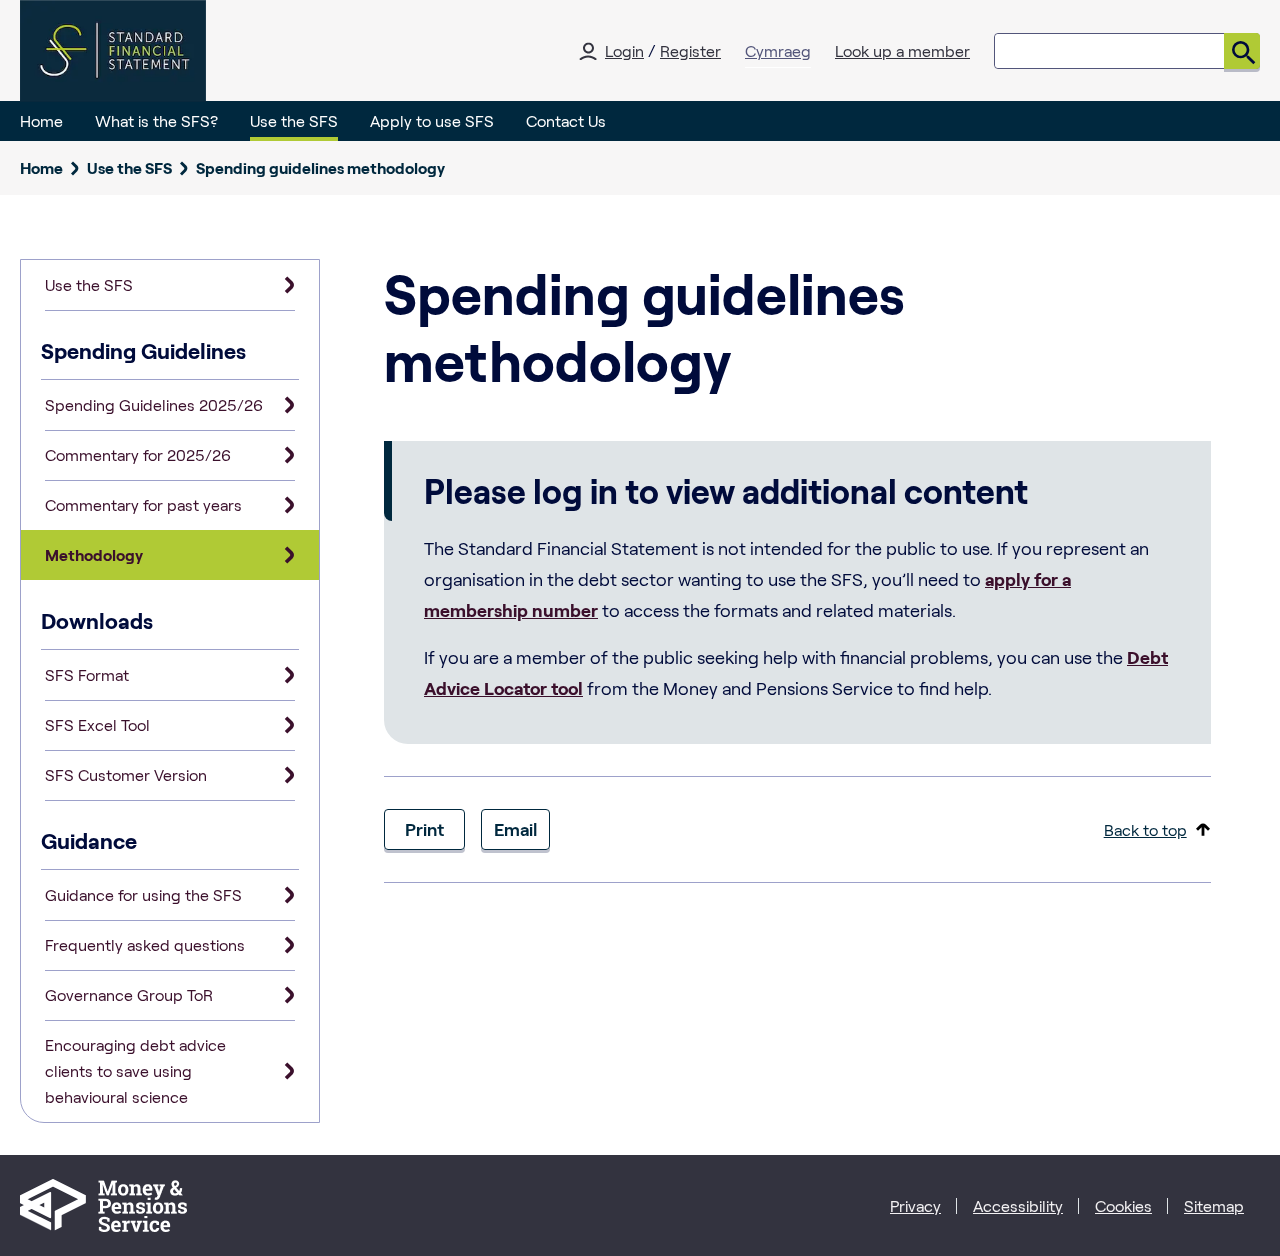 STANDARD
FINANCIAL
STATEMENT
Login / Register
Cymraeg
Look up a member
Home
What is the SFS?
Use the SFS
Apply to use SFS
Contact Us
Home
Use the SFS
Spending guidelines methodology
Use the SFS
Spending Guidelines
Spending Guidelines 2025/26
Commentary for 2025/26
Commentary for past years
Methodology
Downloads
SFS Format
SFS Excel Tool
SFS Customer Version
Guidance
Guidance for using the SFS
Frequently asked questions
Governance Group ToR
Encouraging debt advice
clients to save using
behavioural science
Spending guidelines
methodology
Please log in to view additional content
The Standard Financial Statement is not intended for the public to use. If you represent an
organisation in the debt sector wanting to use the SFS, you’ll need to apply for a
membership number to access the formats and related materials.
If you are a member of the public seeking help with financial problems, you can use the Debt
Advice Locator tool from the Money and Pensions Service to find help.
Print
Email
Back to top
Money &
Pensions
Service
Privacy
Accessibility
Cookies
Sitemap